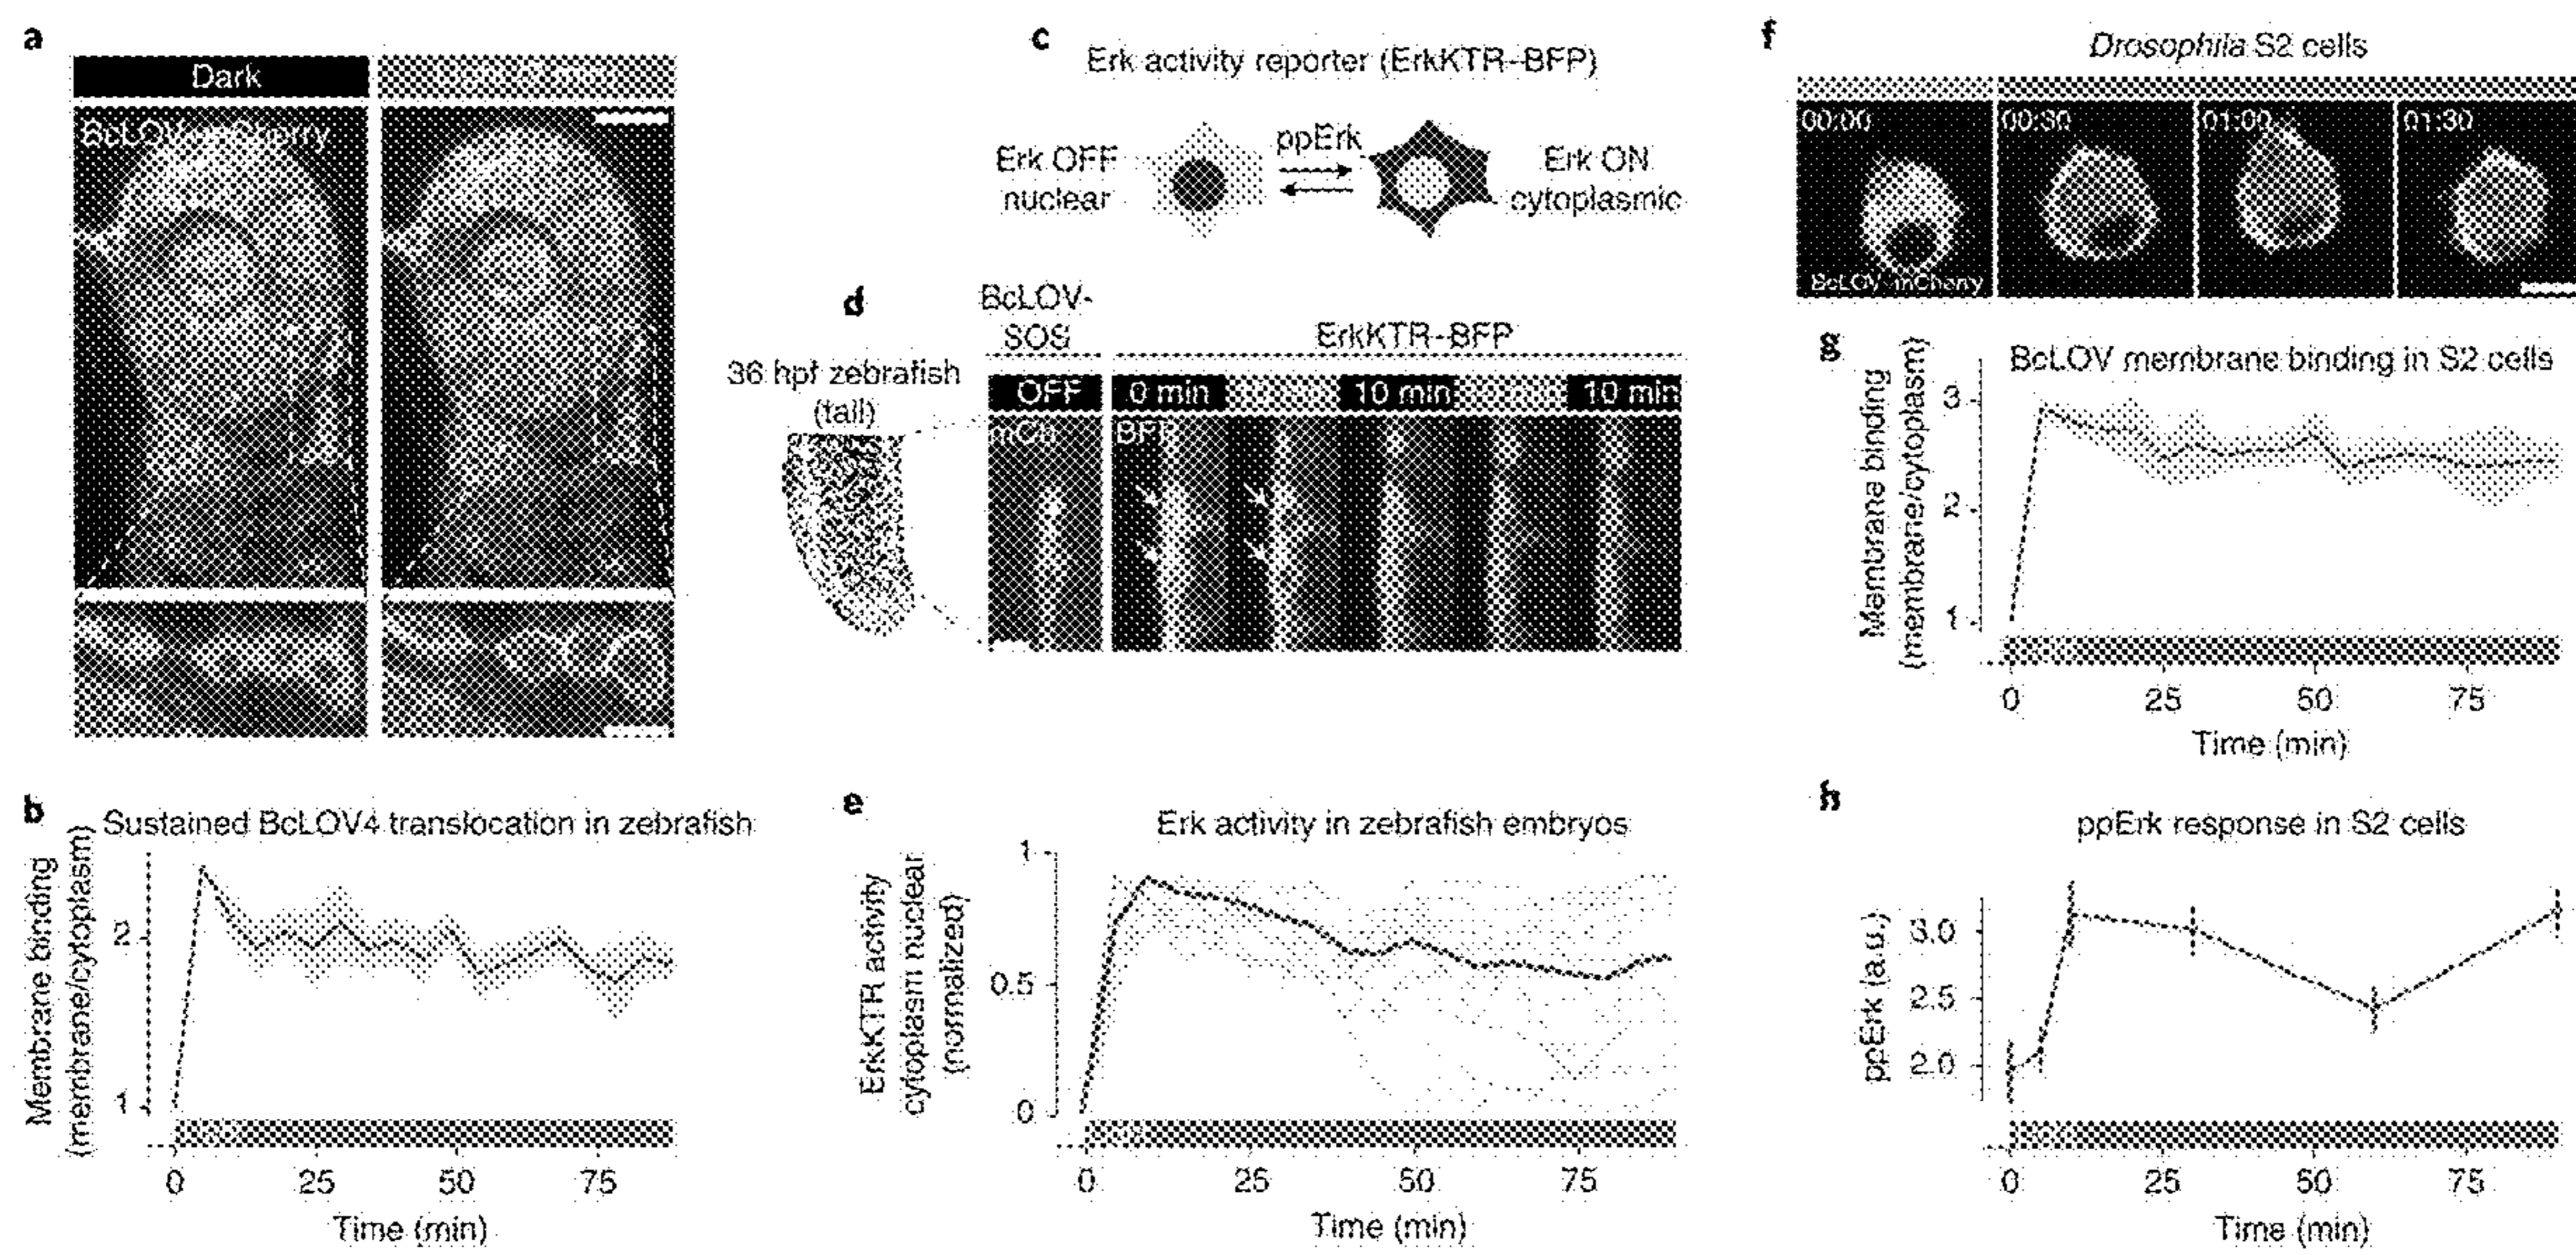 a
Dark
BcLOV-mCherry
b
Sustained BcLOV4 translocation in zebrafish
Membrane binding
(membrane/cytoplasm)
2
1
0 25 50 75
Time (min)
c
Erk activity reporter (ErkKTR-BFP)
Erk OFF
nuclear
ppErk
Erk ON
cytoplasmic
d
36 hpf zebrafish
(tail)
BcLOV-
SOS
ErkKTR-BFP
OFF
0 min
10 min
10 min
mCh
BFP
e
Erk activity in zebrafish embryos
ErkKTR activity
cytoplasm nuclear
(normalized)
1
0.5
0
0 25 50 75
Time (min)
f
Drosophila S2 cells
00:00
00:30
01:00
01:30
BcLOV-mCherry
g
BcLOV membrane binding in S2 cells
Membrane binding
(membrane/cytoplasm)
3
2
1
0 25 50 75
Time (min)
h
ppErk response in S2 cells
ppErk (a.u.)
3.0
2.5
2.0
0 25 50 75
Time (min)